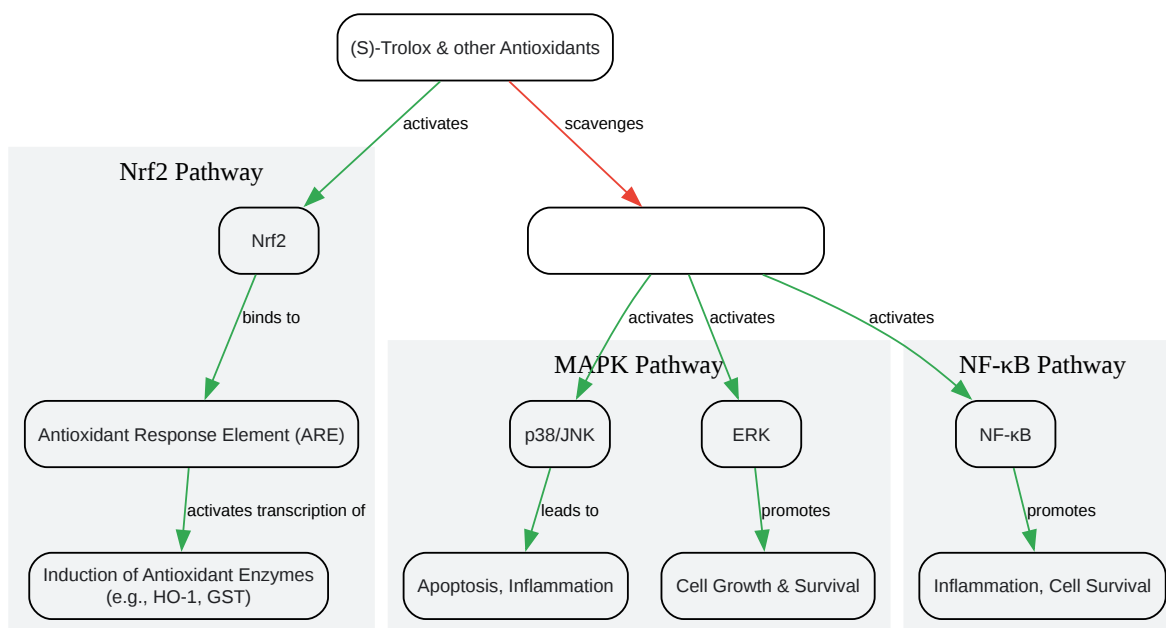 (S)-Trolox & other Antioxidants
activates
scavenges
Nrf2 Pathway
Nrf2
binds to
activates
activates
activates
MAPK Pathway
NF-κB Pathway
Antioxidant Response Element (ARE)
p38/JNK
ERK
NF-κB
activates transcription of
leads to
promotes
promotes
Induction of Antioxidant Enzymes
(e.g., HO-1, GST)
Apoptosis, Inflammation
Cell Growth & Survival
Inflammation, Cell Survival